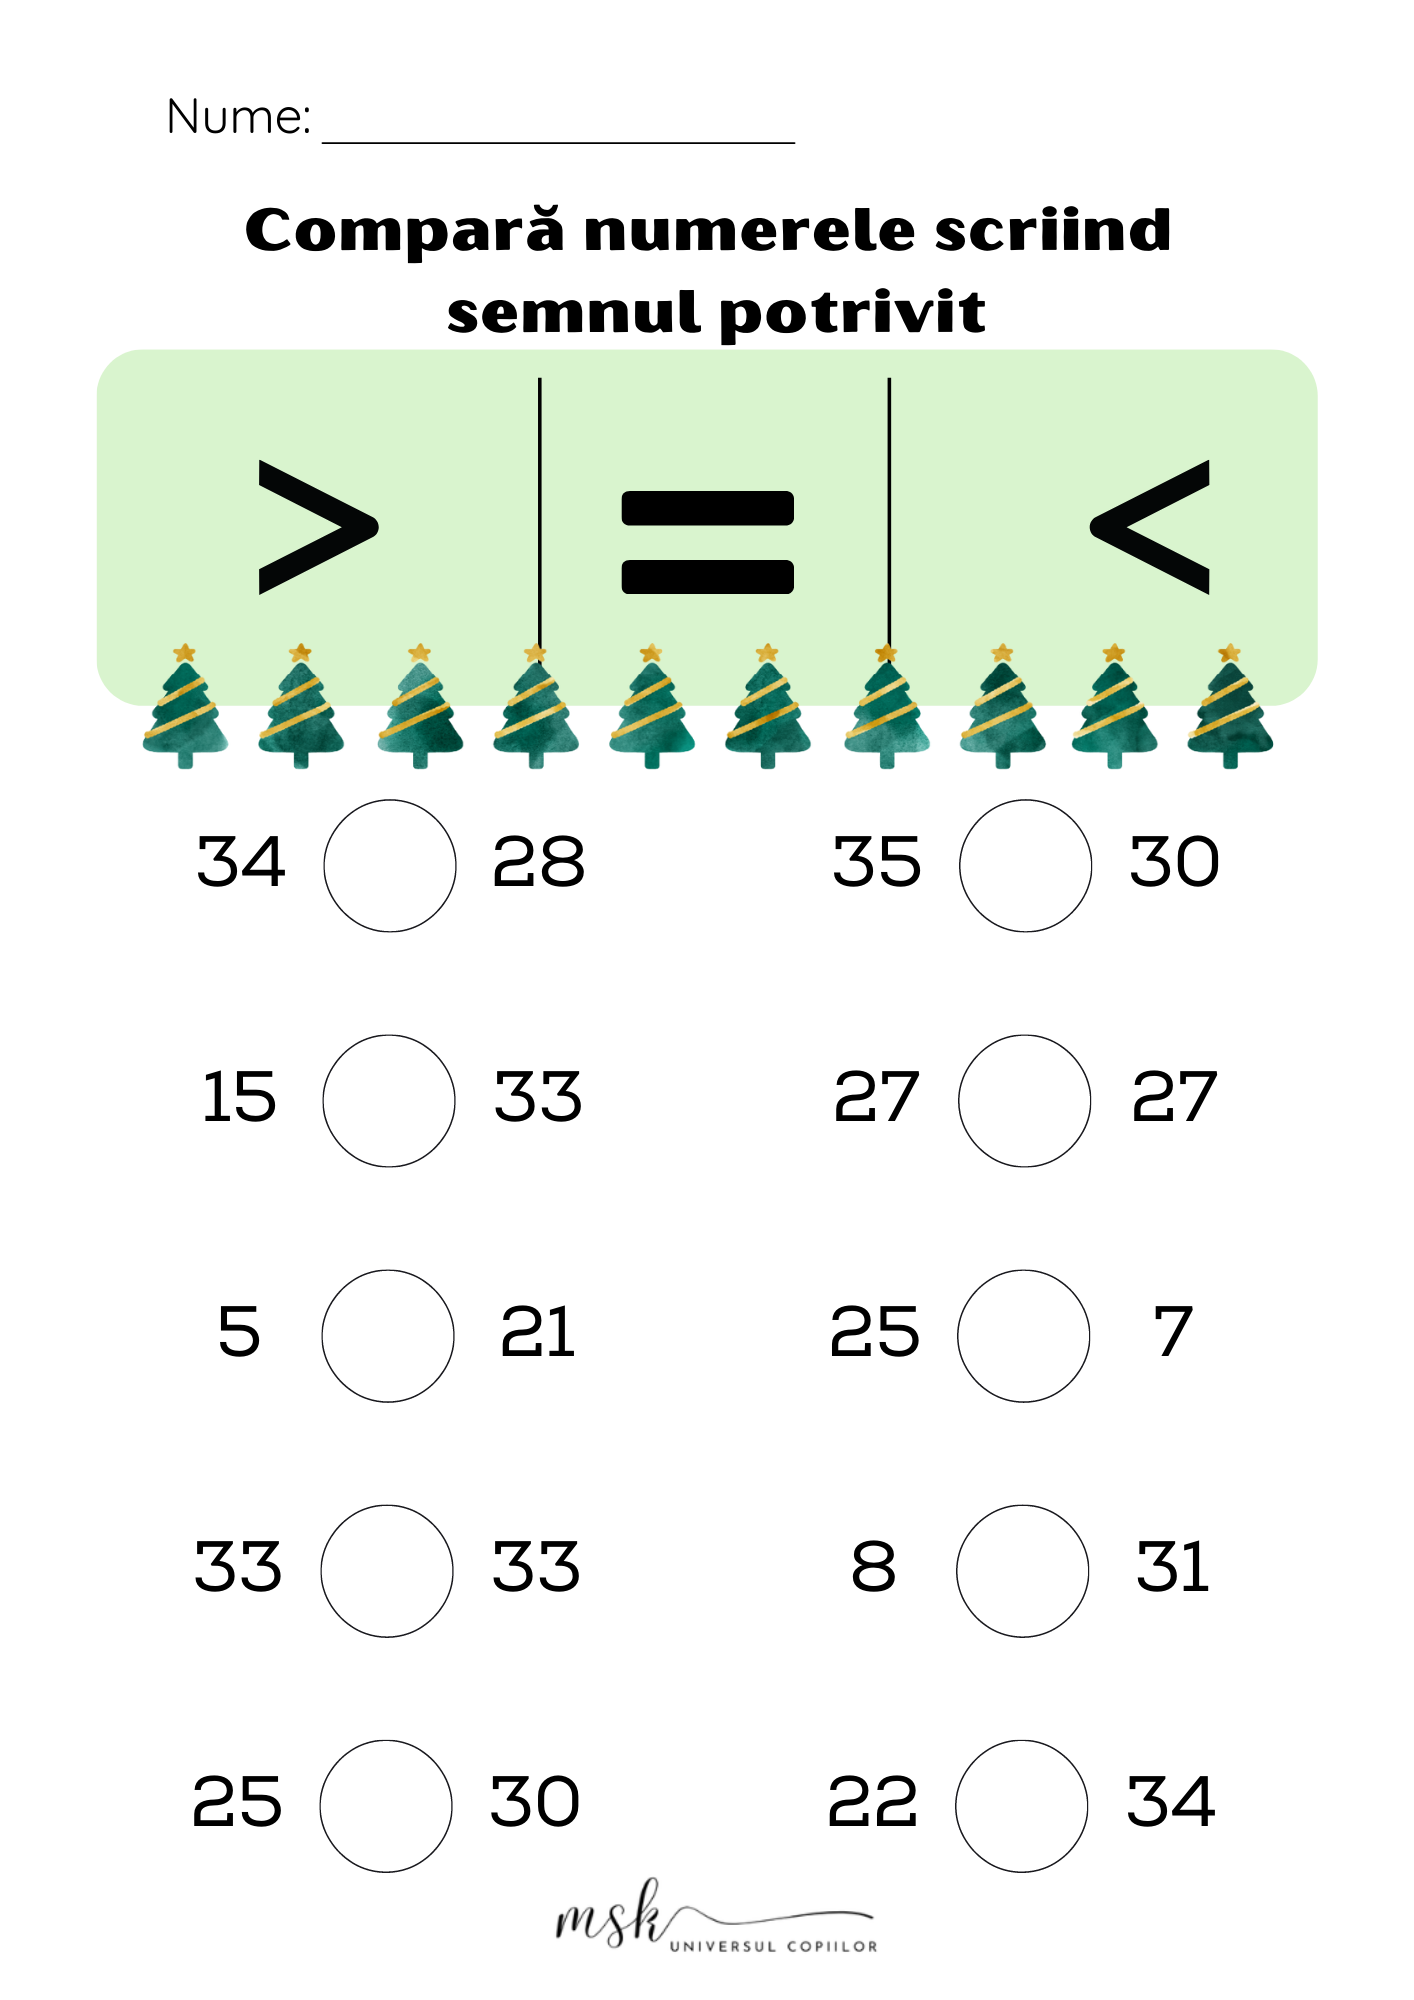 Nume: ____________________
Compară numerele scriind
semnul potrivit
> = <
34 28 35 30
15 33 27 27
5 21 25 7
33 33 8 31
25 30 22 34
msk
UNIVERSUL COPIILOR